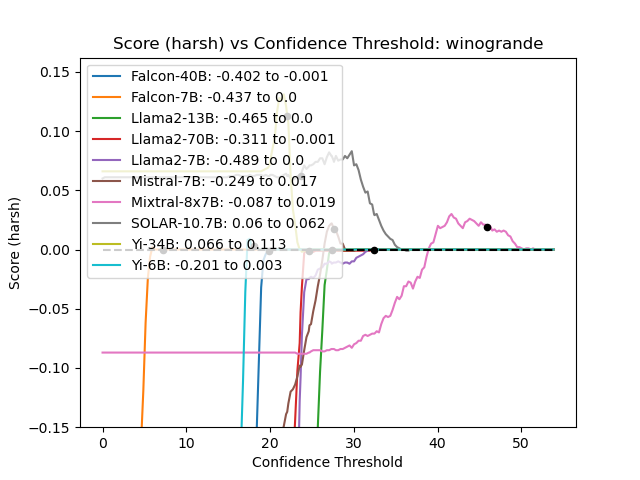 Score (harsh) vs Confidence Threshold: winogrande
Falcon-40B: -0.402 to -0.001
Falcon-7B: -0.437 to 0.0
Llama2-13B: -0.465 to 0.0
Llama2-70B: -0.311 to -0.001
Llama2-7B: -0.489 to 0.0
Mistral-7B: -0.249 to 0.017
Mixtral-8x7B: -0.087 to 0.019
SOLAR-10.7B: 0.06 to 0.062
Yi-34B: 0.066 to 0.113
Yi-6B: -0.201 to 0.003
Score (harsh)
0.15
0.10
0.05
0.00
−0.05
−0.10
−0.15
0 10 20 30 40 50
Confidence Threshold